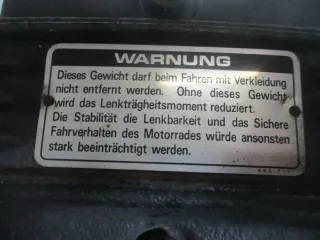 WARNUNG
Dieses Gewicht darf beim Fahren mit Verkleidung
nicht entfernt werden. Ohne dieses Gewicht
wird das Lenkträgheitsmoment reduziert.
Die Stabilität die Lenkbarkeit und das Sichere
Fahrverhalten des Motorrades würde ansonsten
stark beeinträchtigt werden.